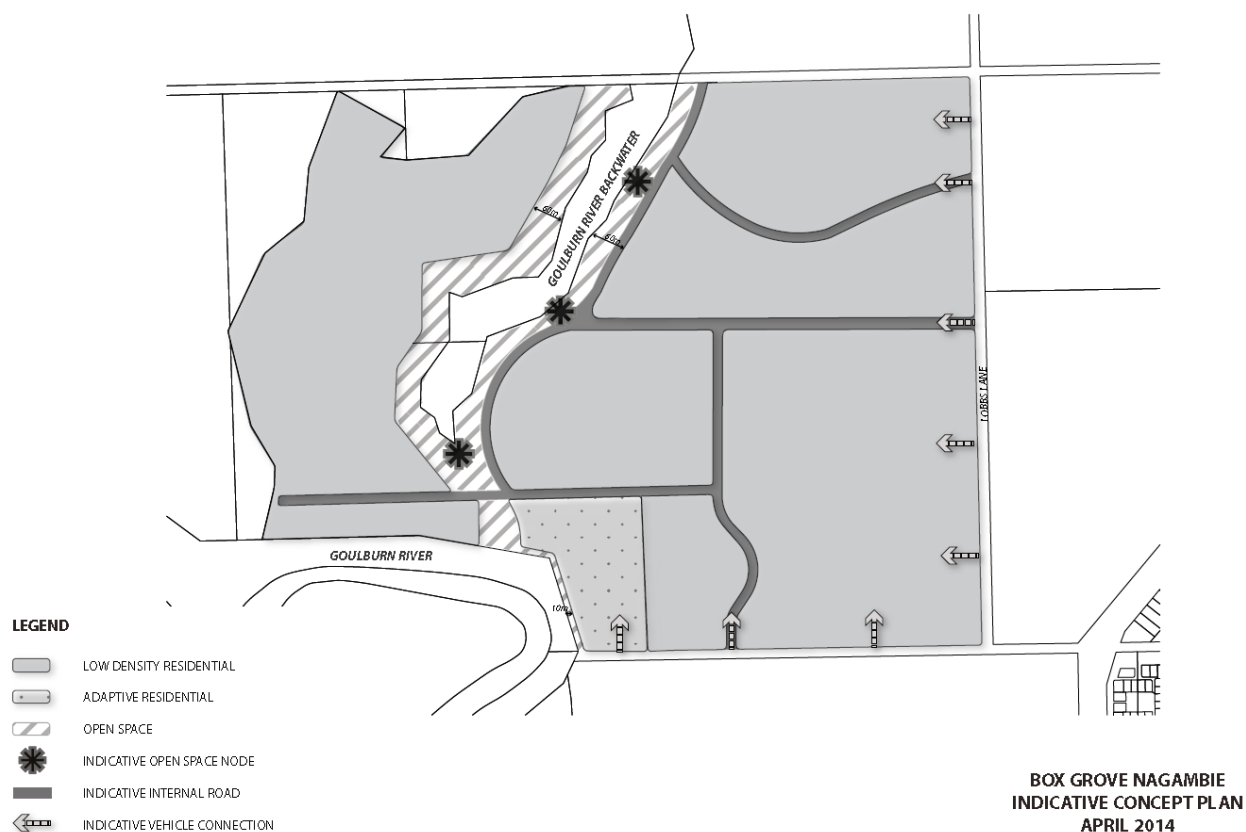 60m
GOULBURN RIVER BACKWATER
60m
LOBBS LANE
GOULBURN RIVER
10m
LEGEND
LOW DENSITY RESIDENTIAL
ADAPTIVE RESIDENTIAL
OPEN SPACE
INDICATIVE OPEN SPACE NODE
INDICATIVE INTERNAL ROAD
INDICATIVE VEHICLE CONNECTION
BOX GROVE NAGAMBIE
INDICATIVE CONCEPT PLAN
APRIL 2014